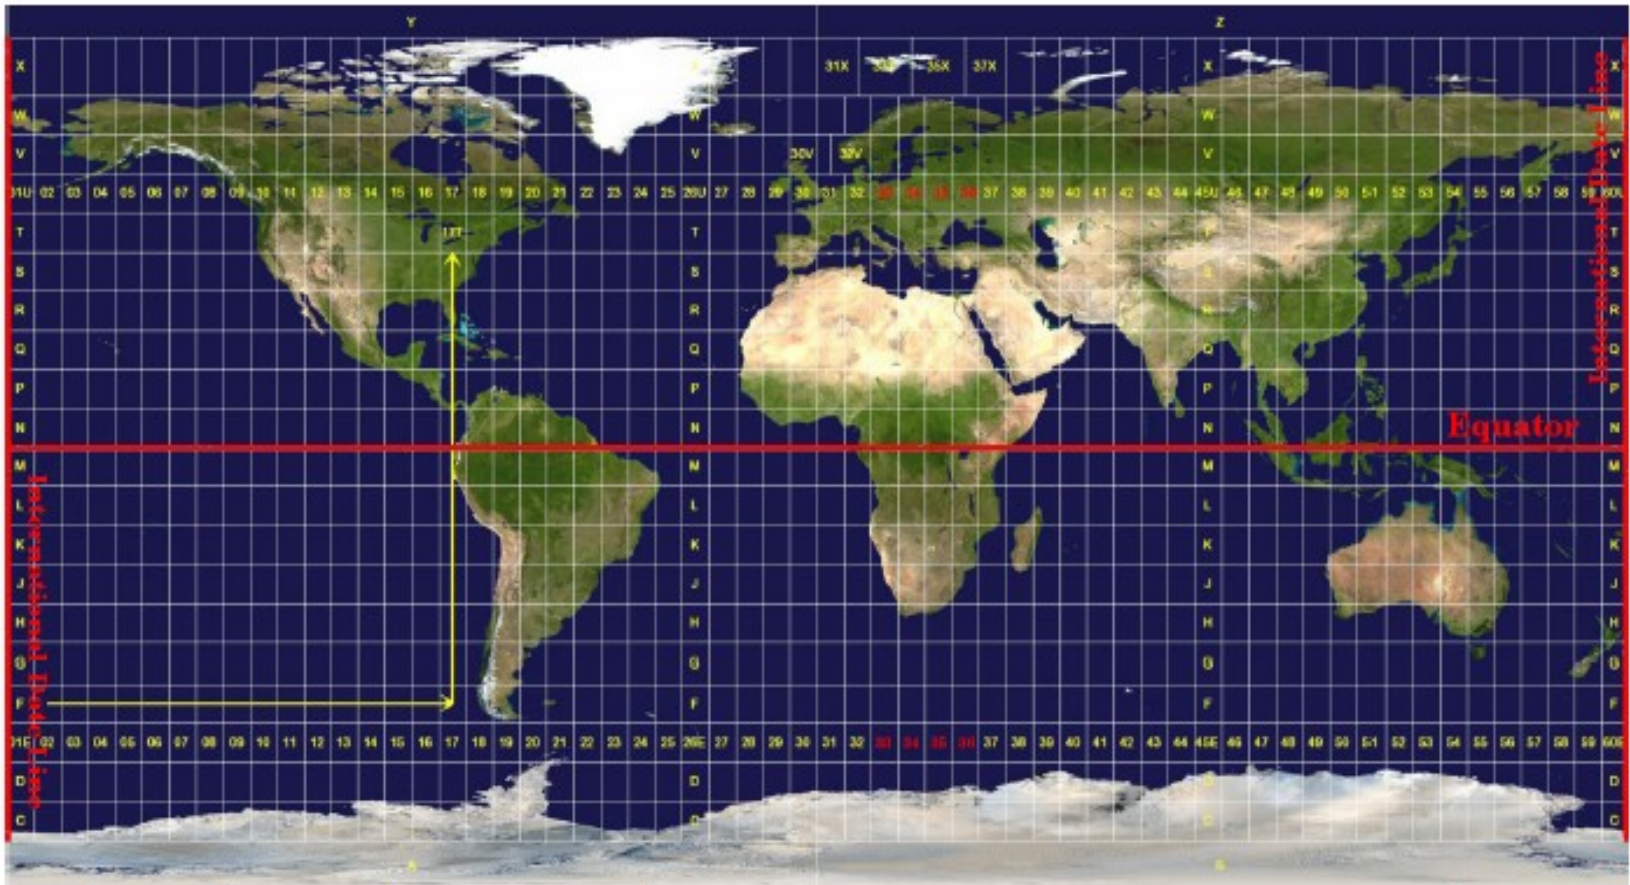 Y Z
X 31X 35X 37X X X
W W W W
V V 30V 32V V V
01U 02 03 04 05 06 07 08 09 10 11 12 13 14 15 16 17 18 19 20 21 22 23 24 25 26U 27 28 29 30 31 32 33 34 35 36 37 38 39 40 41 42 43 44 45U 46 47 48 49 50 51 52 53 54 55 56 57 58 59 60U
T 17T T T
S S S S
R R R R
Q Q Q Q
P P P P
N N N N
Equator
M M M M
L L L L
K K K K
J J J J
H H H H
G G G G
F F F F
01E 02 03 04 05 06 07 08 09 10 11 12 13 14 15 16 17 18 19 20 21 22 23 24 25 26E 27 28 29 30 31 32 33 34 35 36 37 38 39 40 41 42 43 44 45E 46 47 48 49 50 51 52 53 54 55 56 57 58 59 60E
D D D D
C C C C
A
International Date Line
International Date Line